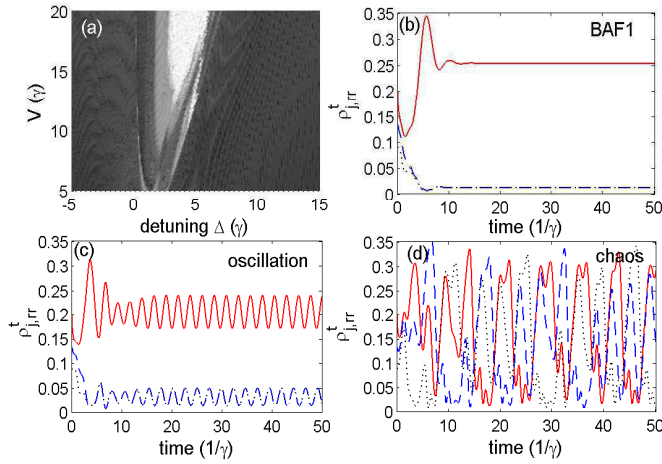 (a)
20
15
10
5
V (γ)
-5 0 5 10 15
detuning Δ (γ)
(b)
BAF1
0.35
0.3
0.25
0.2
0.15
0.1
0.05
0
ρ^t_{j,rr}
0 10 20 30 40 50
time (1/γ)
(c)
oscillation
0.35
0.3
0.25
0.2
0.15
0.1
0.05
0
ρ^t_{j,rr}
0 10 20 30 40 50
time (1/γ)
(d)
chaos
0.35
0.3
0.25
0.2
0.15
0.1
0.05
0
ρ^t_{j,rr}
0 10 20 30 40 50
time (1/γ)